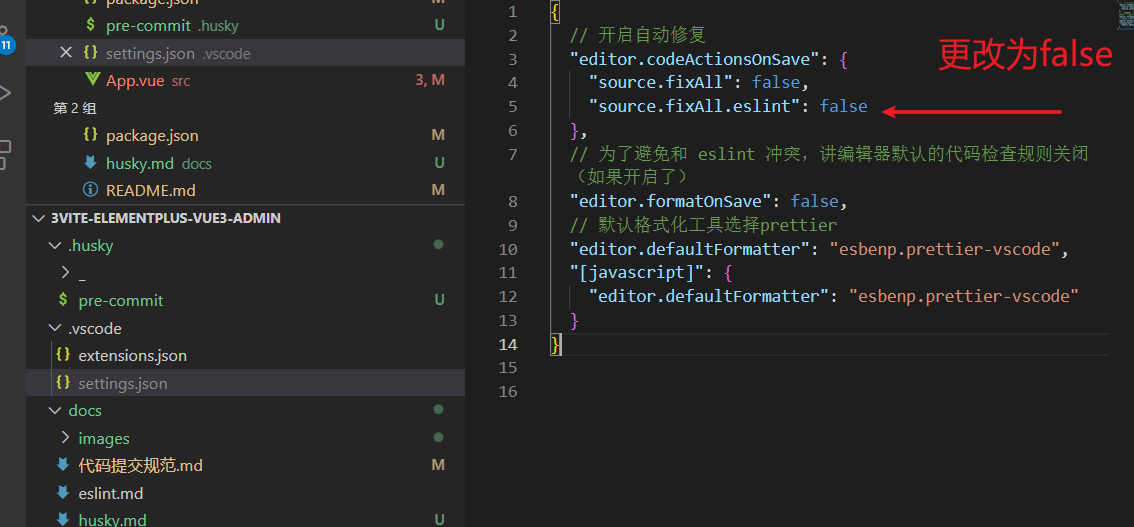 package.json M
pre-commit .husky U
11
settings.json .vscode
App.vue src 3, M
第 2 组
package.json M
husky.md docs U
README.md M
3VITE-ELEMENTPLUS-VUE3-ADMIN
.husky
_
pre-commit U
.vscode
extensions.json
settings.json
docs
images
代码提交规范.md M
eslint.md
husky.md U
1 {
2 // 开启自动修复
3 "editor.codeActionsOnSave": {
4 "source.fixAll": false,
5 "source.fixAll.eslint": false
6 },
7 // 为了避免和 eslint 冲突，讲编辑器默认的代码检查规则关闭
（如果开启了）
8 "editor.formatOnSave": false,
9 // 默认格式化工具选择prettier
10 "editor.defaultFormatter": "esbenp.prettier-vscode",
11 "[javascript]": {
12 "editor.defaultFormatter": "esbenp.prettier-vscode"
13 }
14 }
15
16
更改为false